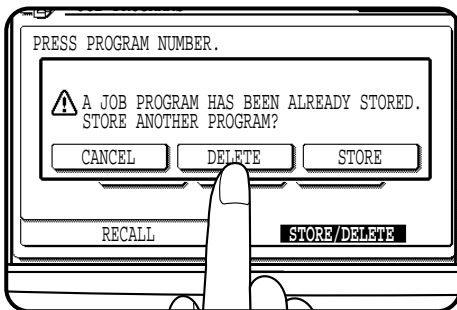 PRESS PROGRAM NUMBER.
A JOB PROGRAM HAS BEEN ALREADY STORED.
STORE ANOTHER PROGRAM?
CANCEL DELETE STORE
RECALL STORE/DELETE